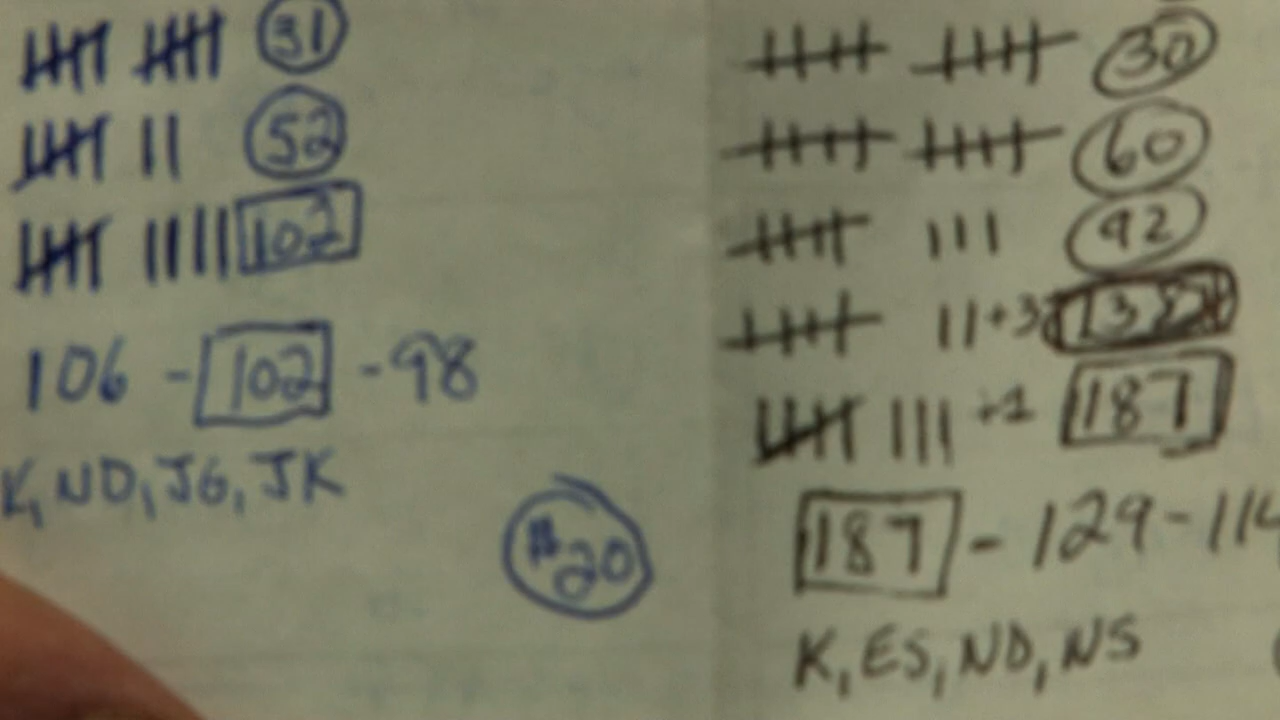 31
52
102
106 - 102 - 98
K, ND, JG, JK
$20
30
60
92
11+3
187
+1
187 - 129 - 114
K, ES, ND, NS